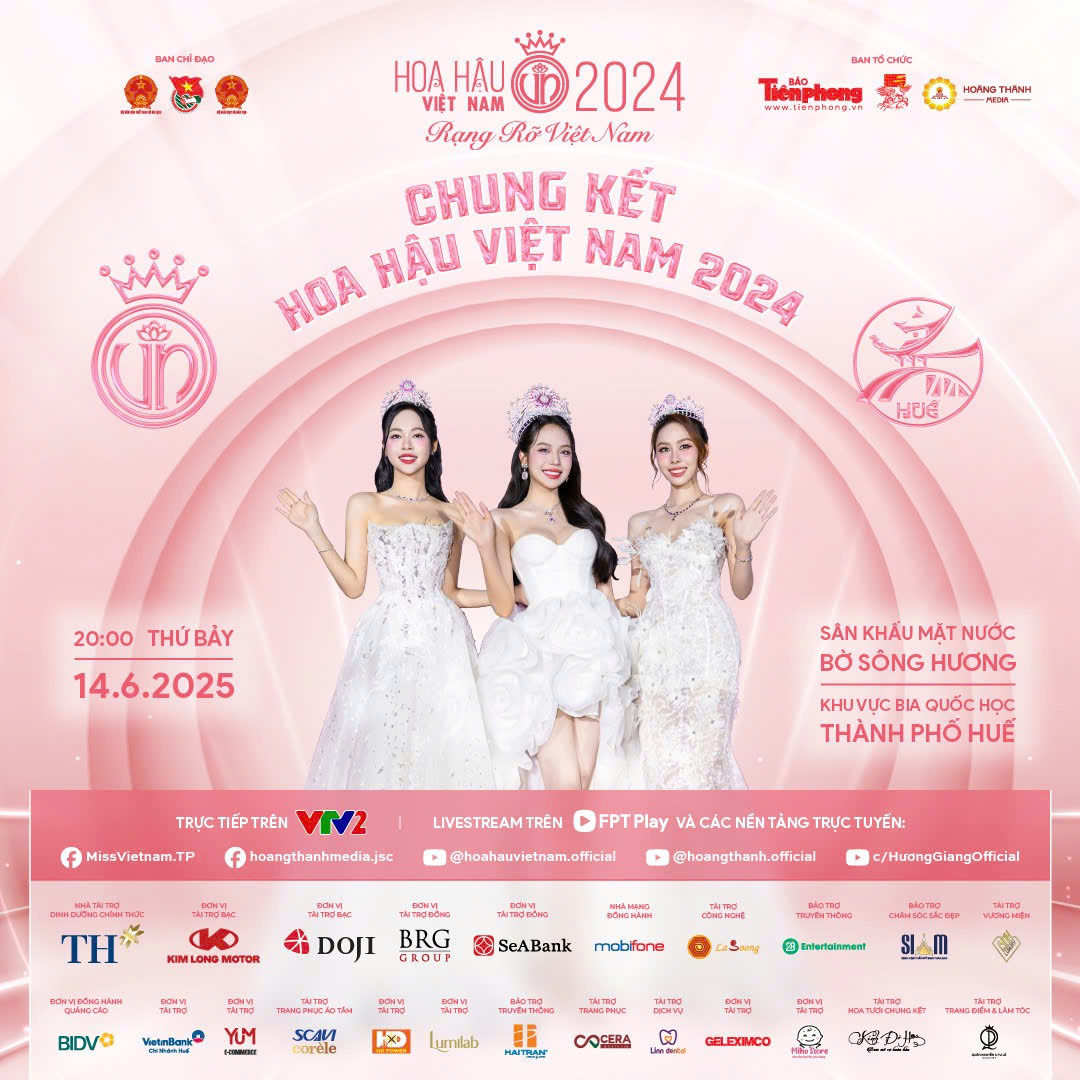 BAN CHỈ ĐẠO
HOA HẬU VIỆT NAM 2024
Rạng Rỡ Việt Nam
BAN TỔ CHỨC
BÁO
Tiền phong
www.tienphong.vn
HOÀNG THÀNH
MEDIA
CHUNG KẾT
HOA HẬU VIỆT NAM 2024
HUẾ
20:00 THỨ BẢY
14.6.2025
SÂN KHẤU MẶT NƯỚC
BỜ SÔNG HƯƠNG
KHU VỰC BIA QUỐC HỌC
THÀNH PHỐ HUẾ
TRỰC TIẾP TRÊN VTV2 | LIVESTREAM TRÊN FPT Play VÀ CÁC NỀN TẢNG TRỰC TUYẾN:
MissVietnam.TP hoangthanhmedia.jsc @hoahauvietnam.official @hoangthanh.official c/HươngGiangOfficial
NHÀ TÀI TRỢ
DINH DƯỠNG CHÍNH THỨC
TH
ĐƠN VỊ
TÀI TRỢ BẠC
KIM LONG MOTOR
ĐƠN VỊ
TÀI TRỢ BẠC
DOJI
ĐƠN VỊ
TÀI TRỢ ĐỒNG
BRG
GROUP
ĐƠN VỊ
TÀI TRỢ ĐỒNG
SeABank
NHÀ MẠNG
ĐỒNG HÀNH
mobifone
TÀI TRỢ
CÔNG NGHỆ
LaSoong
BẢO TRỢ
TRUYỀN THÔNG
Entertainment
BẢO TRỢ
CHĂM SÓC SẮC ĐẸP
SIAM
TÀI TRỢ
VƯƠNG MIỆN
ĐƠN VỊ ĐỒNG HÀNH
QUẢNG CÁO
BIDV
ĐƠN VỊ
TÀI TRỢ
VietinBank
Chi Nhánh Huế
ĐƠN VỊ
TÀI TRỢ
YUM
E-COMMERCE
TÀI TRỢ
TRANG PHỤC ÁO TẮM
SCAVI
corèle
ĐƠN VỊ
TÀI TRỢ
HD POWER
ĐƠN VỊ
TÀI TRỢ
Lumilab
BẢO TRỢ
TRUYỀN THÔNG
HAI TRAN
TÀI TRỢ
TRANG PHỤC
CACERA
TÀI TRỢ
DỊCH VỤ
Linn dental
ĐƠN VỊ
TÀI TRỢ
GELEXIMCO
ĐƠN VỊ
TÀI TRỢ
Miho Store
TÀI TRỢ
HOA TƯƠI CHUNG KẾT
TÀI TRỢ
TRANG ĐIỂM & LÀM TÓC